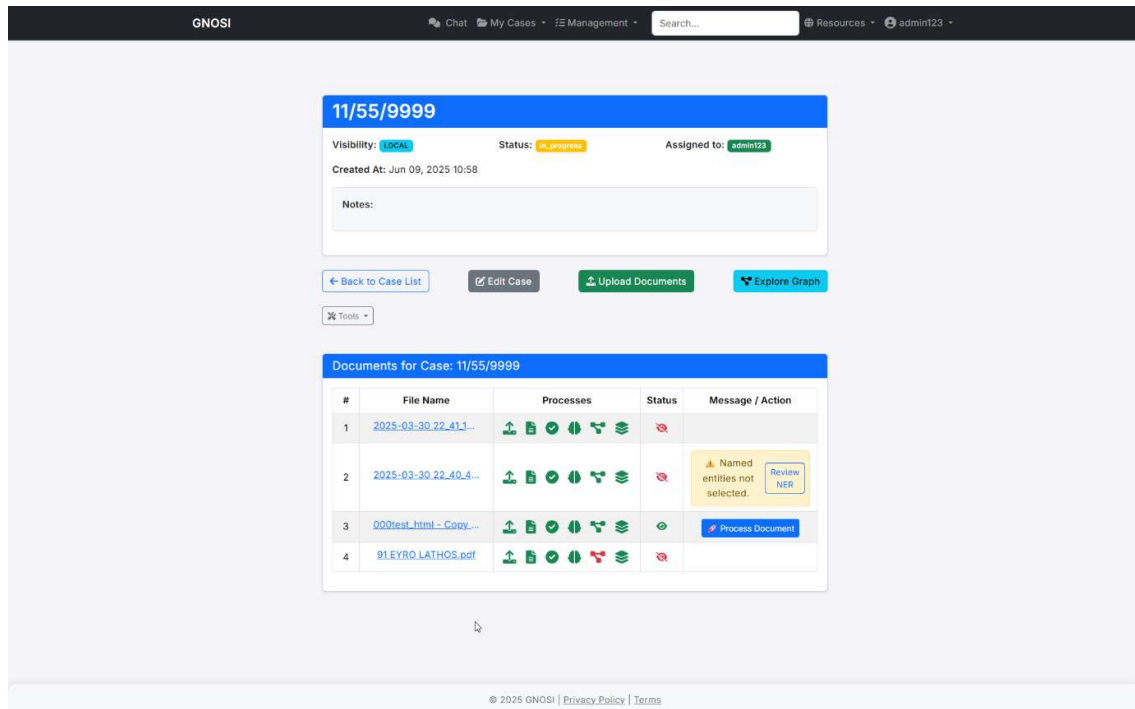 GNOSI Chat My Cases Management Search... Resources admin123
11/55/9999
Visibility: LOCAL Status: in_progress Assigned to: admin123
Created At: Jun 09, 2025 10:58
Notes:
Back to Case List Edit Case Upload Documents Explore Graph
Tools
Documents for Case: 11/55/9999
# File Name Processes Status Message / Action
1 2025-03-30 22_41_1...
2 2025-03-30 22_40_4... Named entities not selected. Review NER
3 000test_html - Copy_... Process Document
4 91 EYRO LATHOS.pdf
© 2025 GNOSI | Privacy Policy | Terms